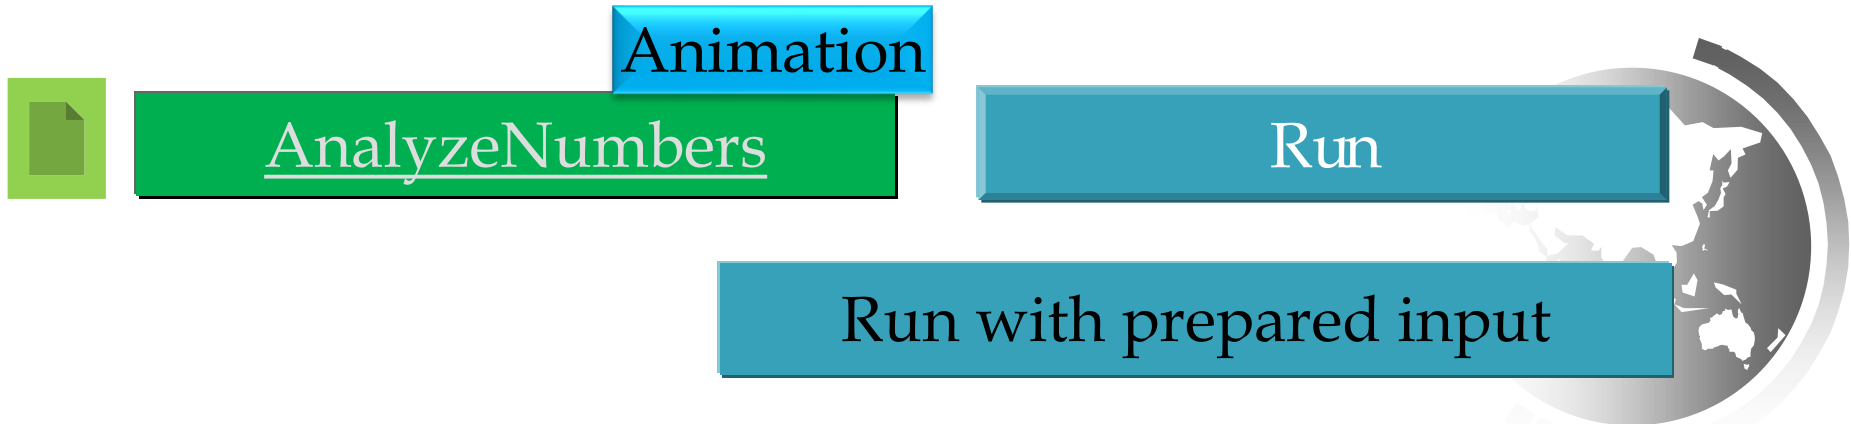 Animation
AnalyzeNumbers
Run
Run with prepared input